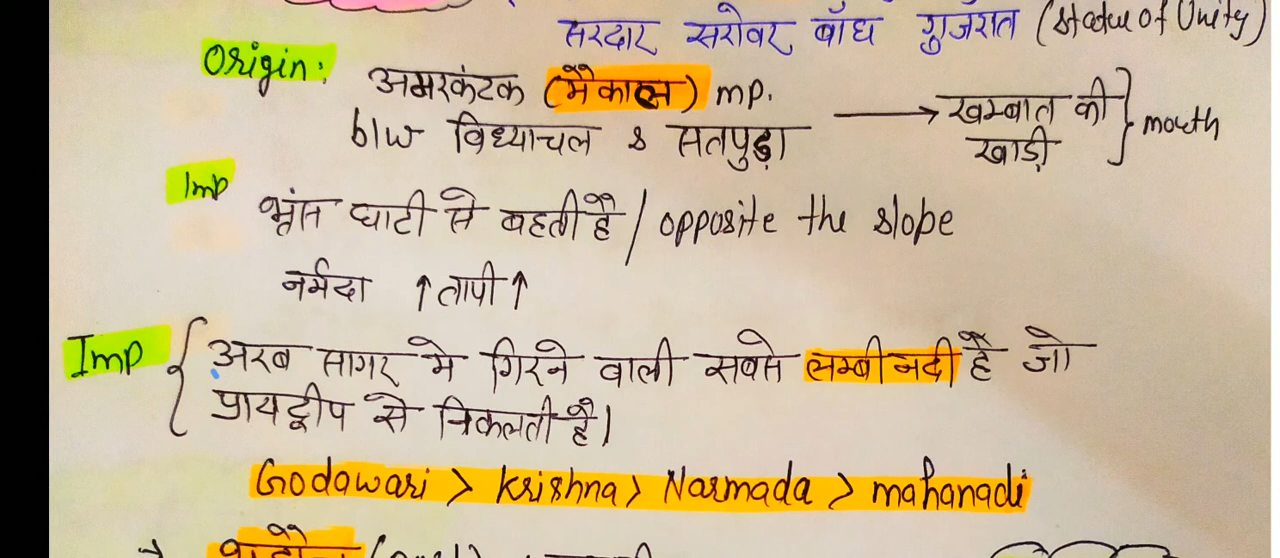 सरदार सरोवर बाँध गुजरात (Statue of Unity)
Origin: अमरकंटक (मैकाल) mp. → खम्बात की खाड़ी } mouth
b/w विध्याचल & सतपुड़ा
Imp भ्रंस घाटी से बहती है / opposite the slope
नर्मदा ↑ तापी ↑
Imp { अरब सागर मे गिरने वाली सबसे लम्बी नदी है जो
प्रायद्वीप से निकलती है।
Godawari > Krishna > Narmada > mahanadi